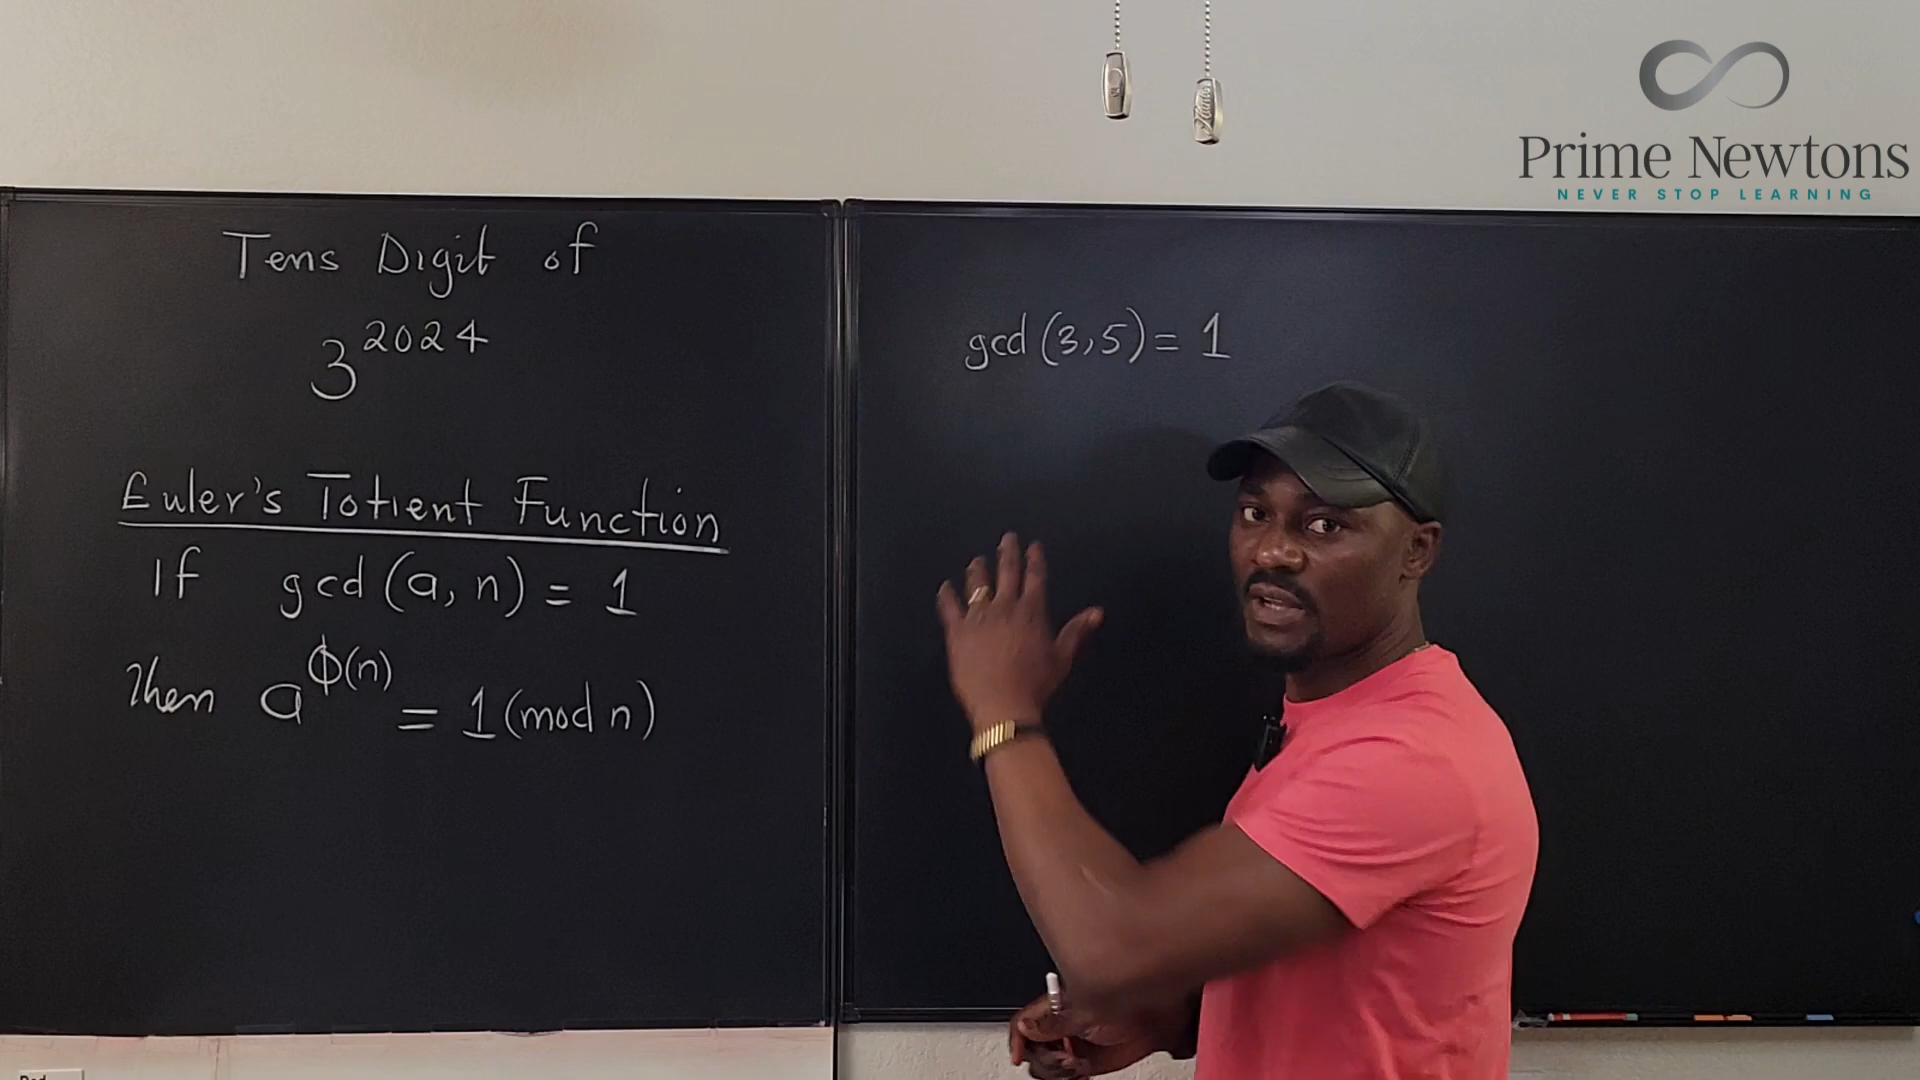 Prime Newtons
NEVER STOP LEARNING
Tens Digit of
3^2024
Euler's Totient Function
If gcd(a, n) = 1
Then a^ϕ(n) = 1 (mod n)
gcd(3,5) = 1